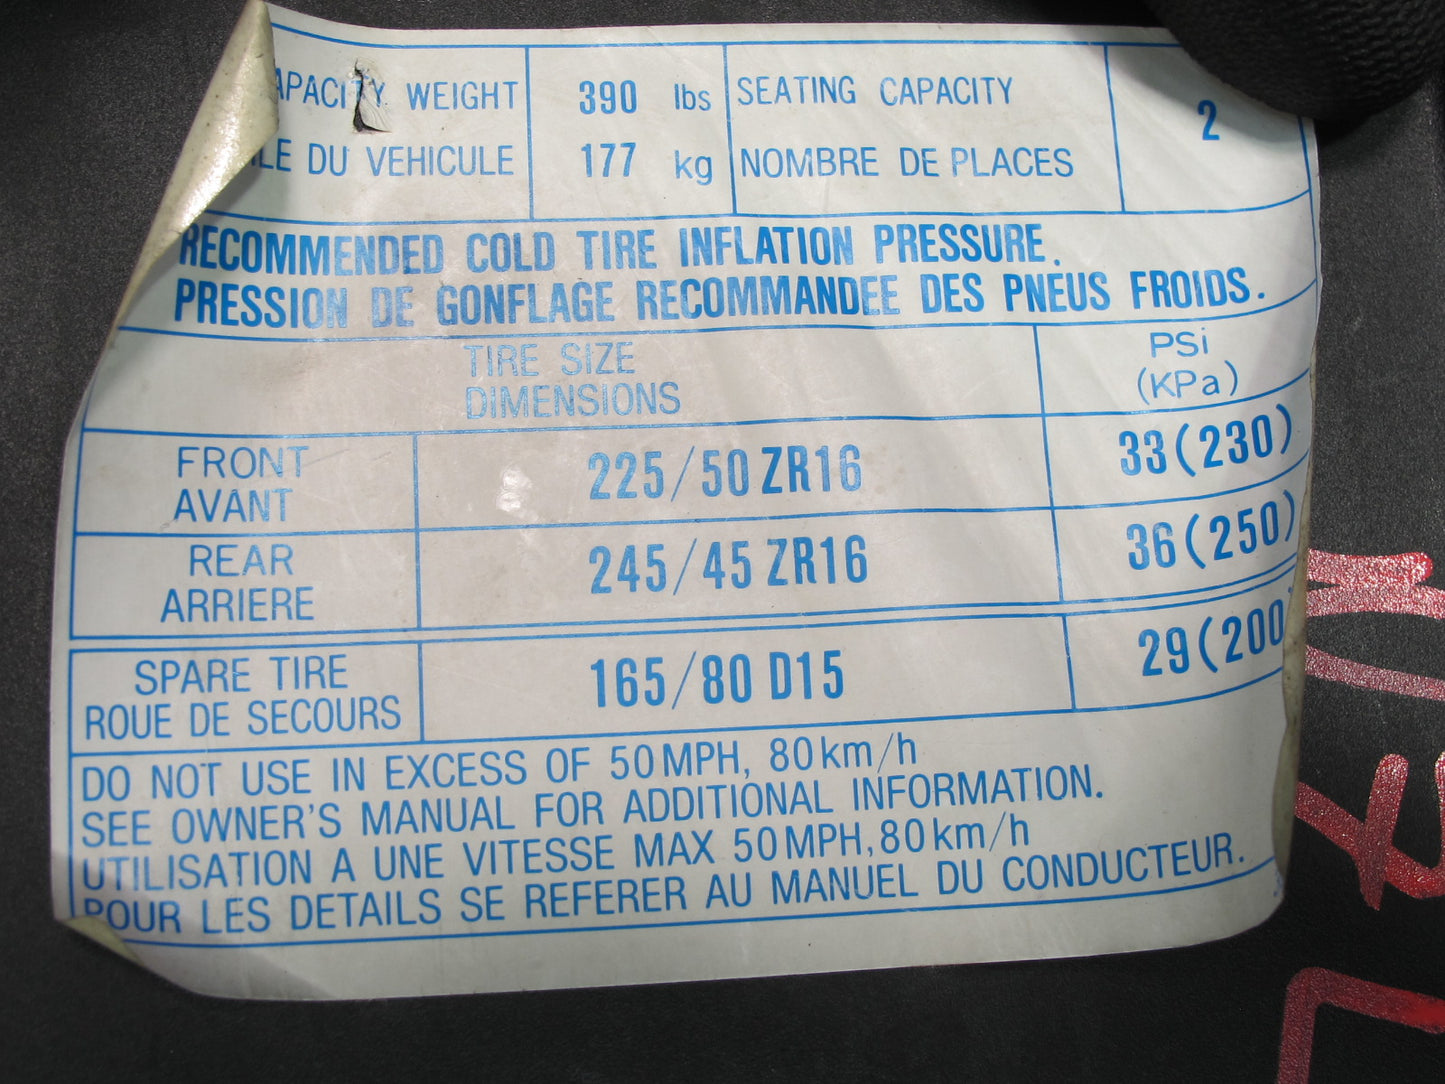 APACITY WEIGHT 390 lbs SEATING CAPACITY 2
LE DU VEHICULE 177 kg NOMBRE DE PLACES
RECOMMENDED COLD TIRE INFLATION PRESSURE.
PRESSION DE GONFLAGE RECOMMANDEE DES PNEUS FROIDS.
TIRE SIZE PSi
DIMENSIONS (KPa)
FRONT 225/50 ZR16 33(230)
AVANT
REAR 245/45 ZR16 36(250)
ARRIERE
SPARE TIRE 165/80 D15 29(200
ROUE DE SECOURS
DO NOT USE IN EXCESS OF 50MPH, 80km/h
SEE OWNER'S MANUAL FOR ADDITIONAL INFORMATION.
UTILISATION A UNE VITESSE MAX 50MPH,80km/h
POUR LES DETAILS SE REFERER AU MANUEL DU CONDUCTEUR.